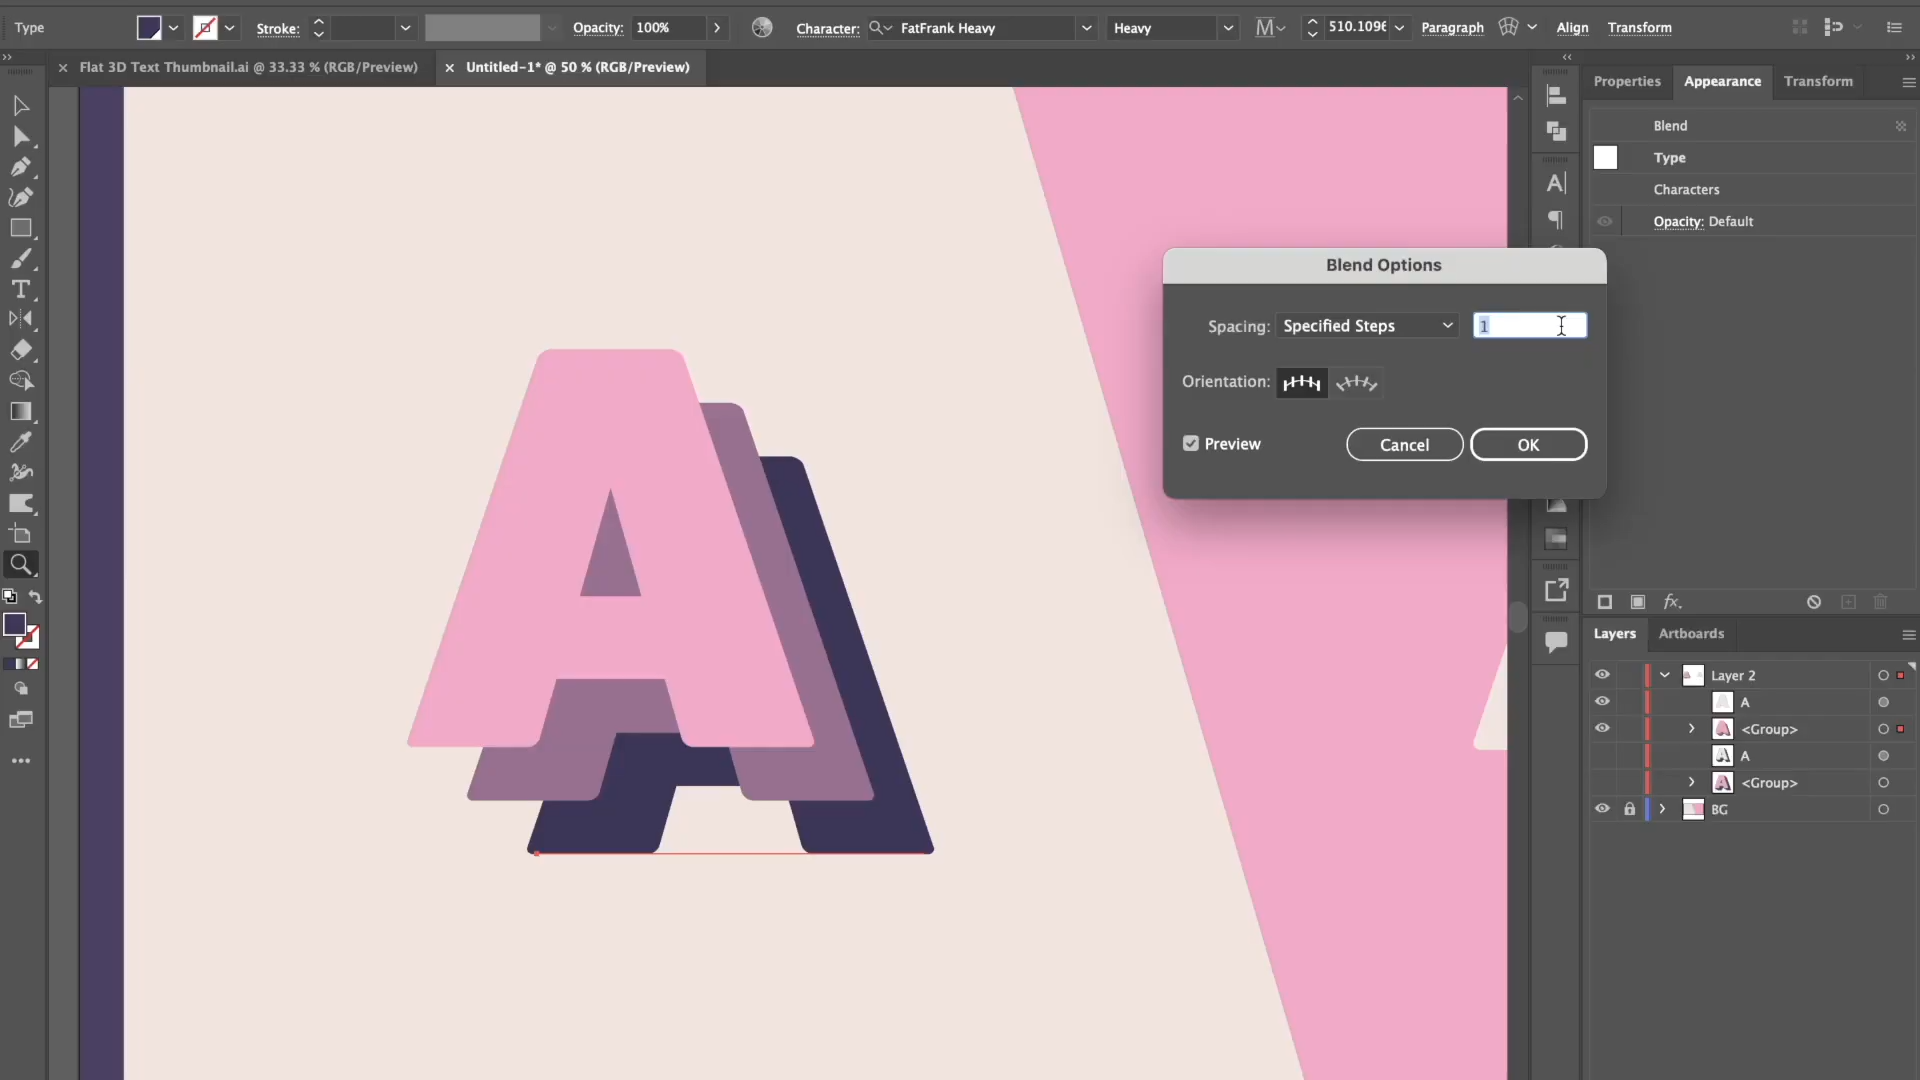 Type
Stroke:
Opacity: 100%
Character: FatFrank Heavy
Heavy
510.1096
Paragraph
Align
Transform
Flat 3D Text Thumbnail.ai @ 33.33 % (RGB/Preview)
Untitled-1* @ 50 % (RGB/Preview)
Properties
Appearance
Transform
Blend
Type
Characters
Opacity: Default
Blend Options
Spacing: Specified Steps 1
Orientation:
Preview
Cancel
OK
A
A
A
Layers
Artboards
Layer 2
A
<Group>
A
<Group>
BG